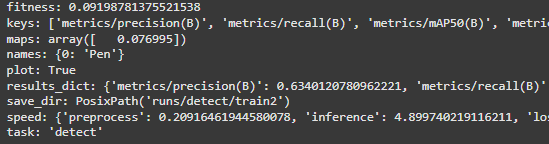 fitness: 0.09198781375521538
keys: ['metrics/precision(B)', 'metrics/recall(B)', 'metrics/mAP50(B)', 'metri
maps: array([   0.076995])
names: {0: 'Pen'}
plot: True
results_dict: {'metrics/precision(B)': 0.6340120780962221, 'metrics/recall(B)'
save_dir: PosixPath('runs/detect/train2')
speed: {'preprocess': 0.20916461944580078, 'inference': 4.899740219116211, 'los
task: 'detect'